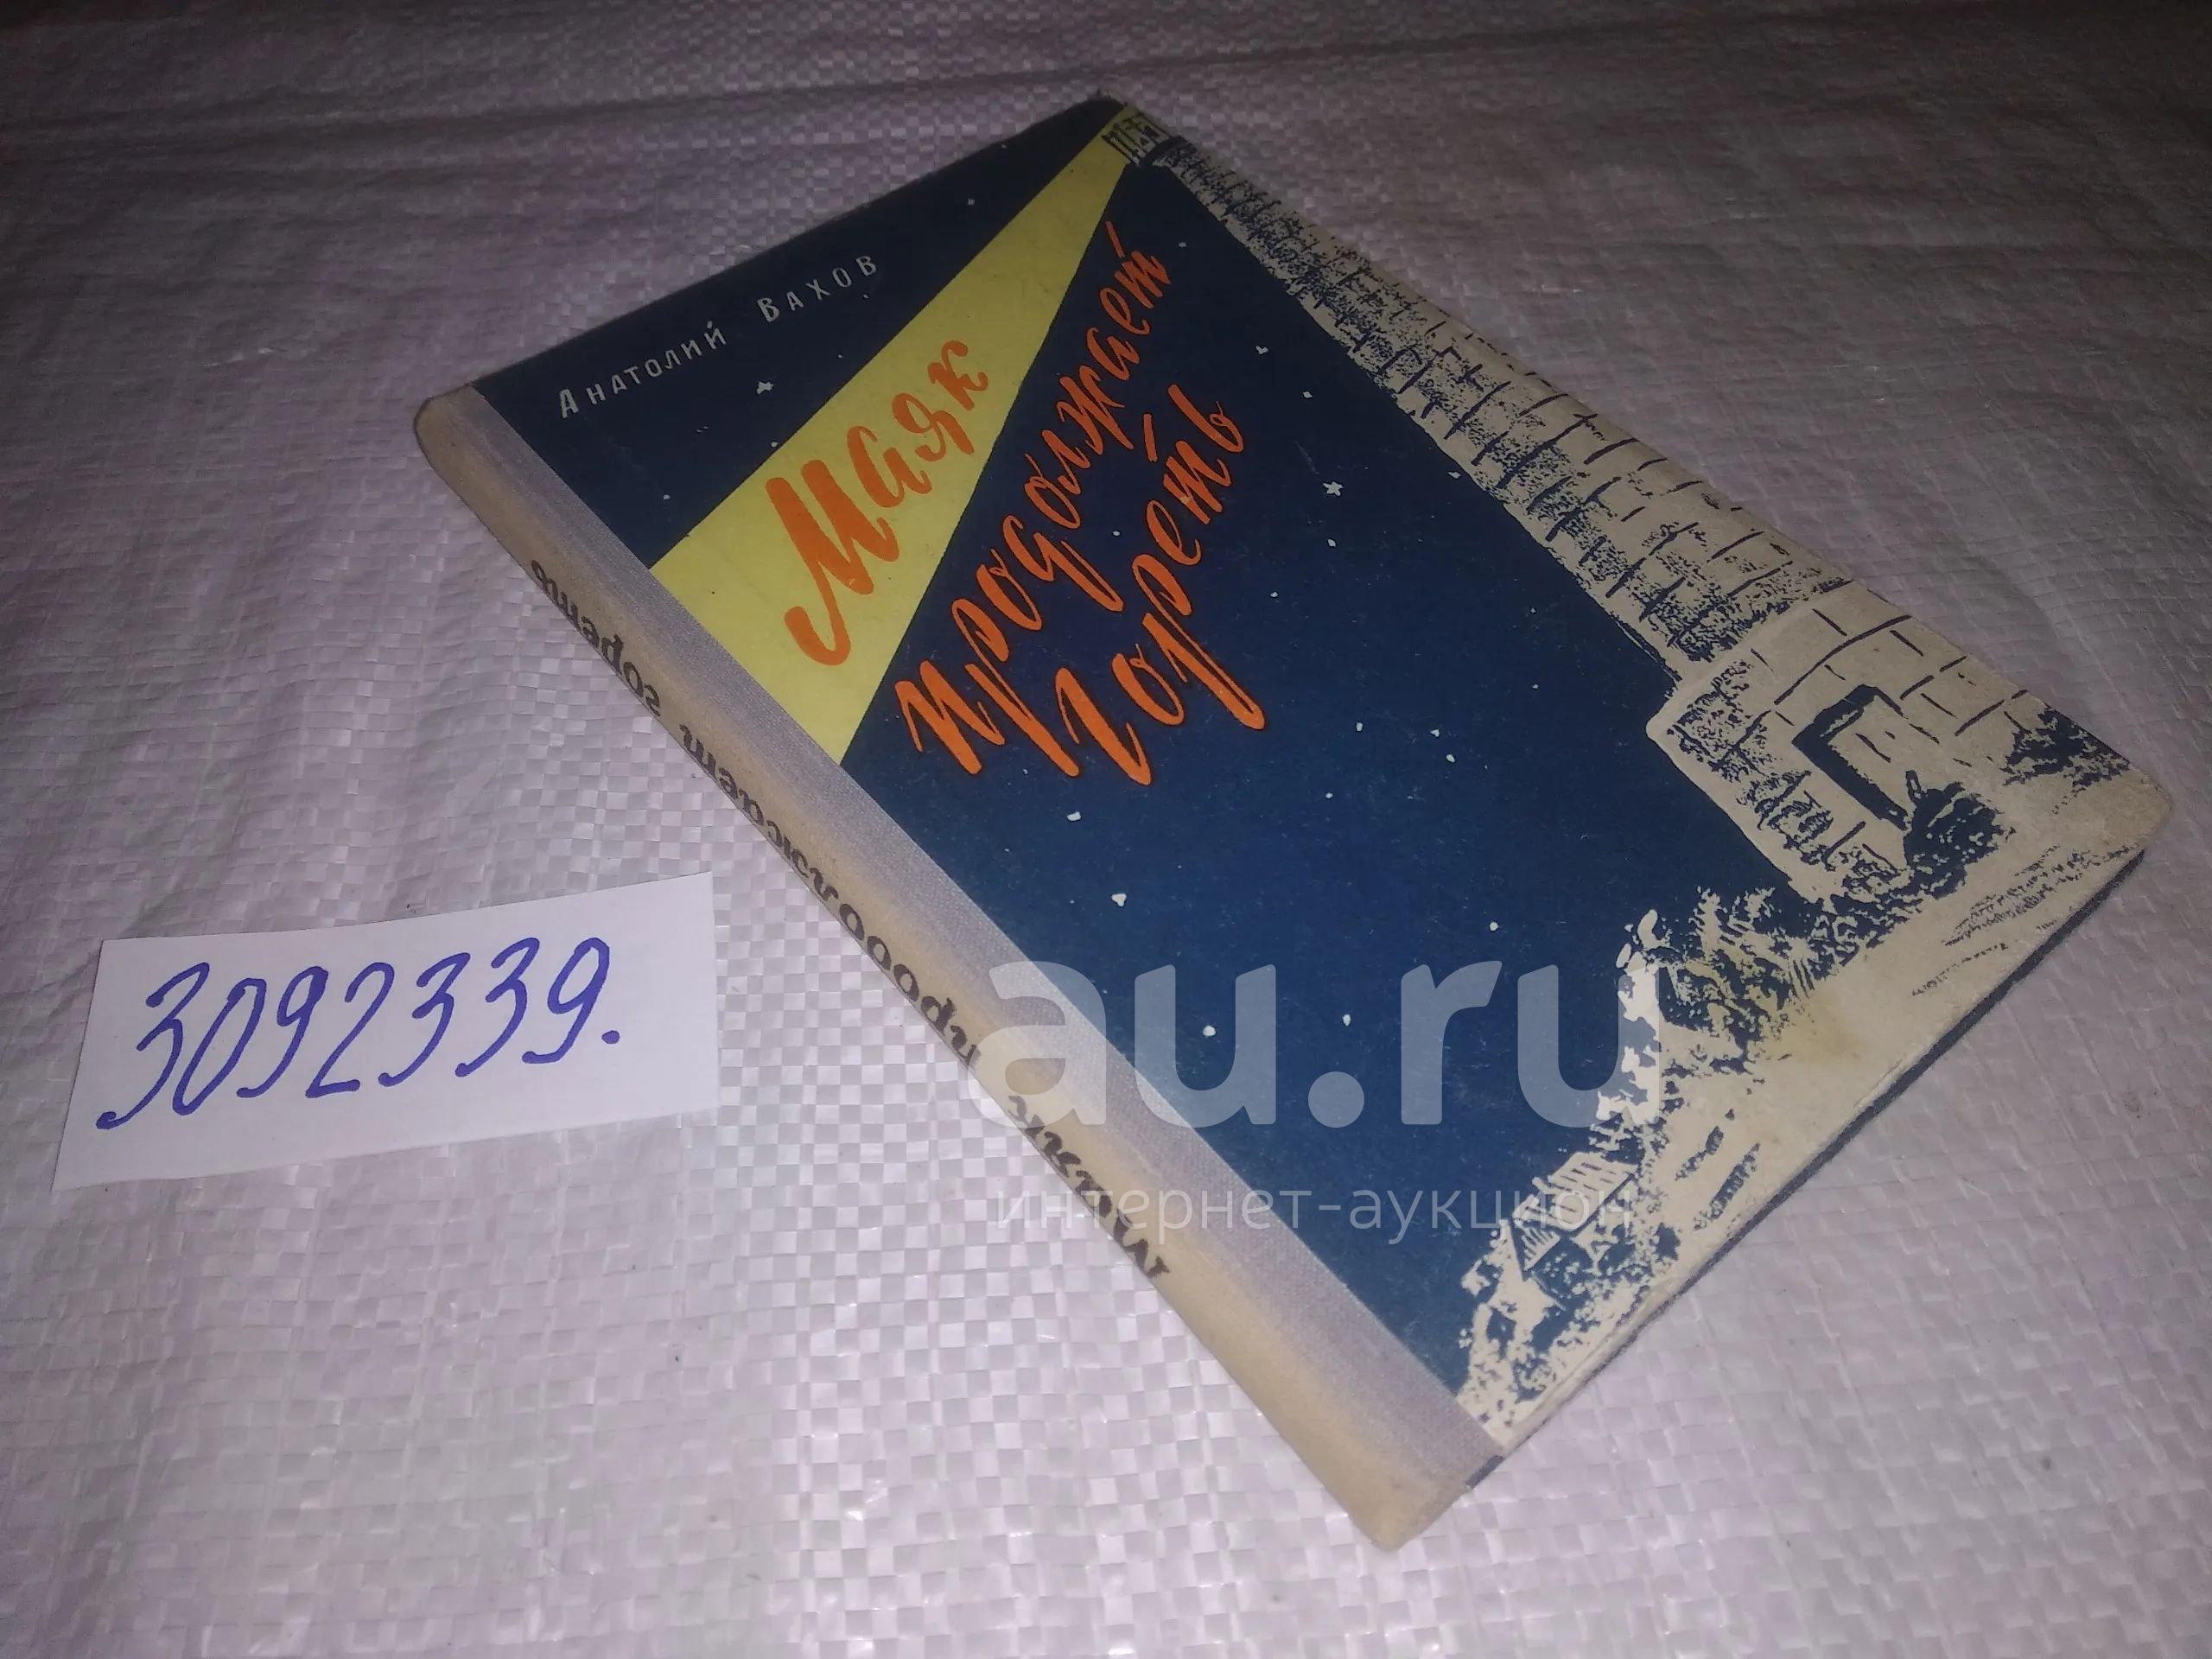 Анатолий Вахов
Маяк
продолжает
гореть
Маяк продолжает гореть
3092339.
au.ru
интернет-аукцион